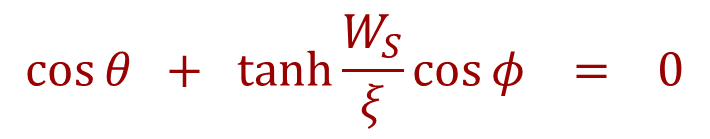 cos θ + tanh W_S/ξ cos ϕ = 0